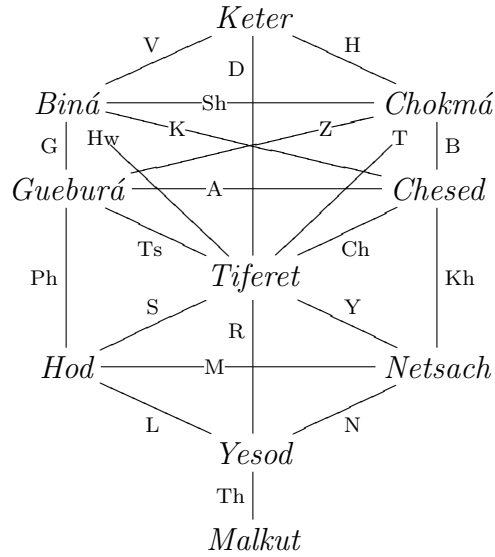 Keter
V H
D
Biná Sh Chokmá
G Hw K Z T B
Gueburá A Chesed
Ts Ch
Ph Tiferet Kh
S Y
R
Hod M Netsach
L N
Yesod
Th
Malkut